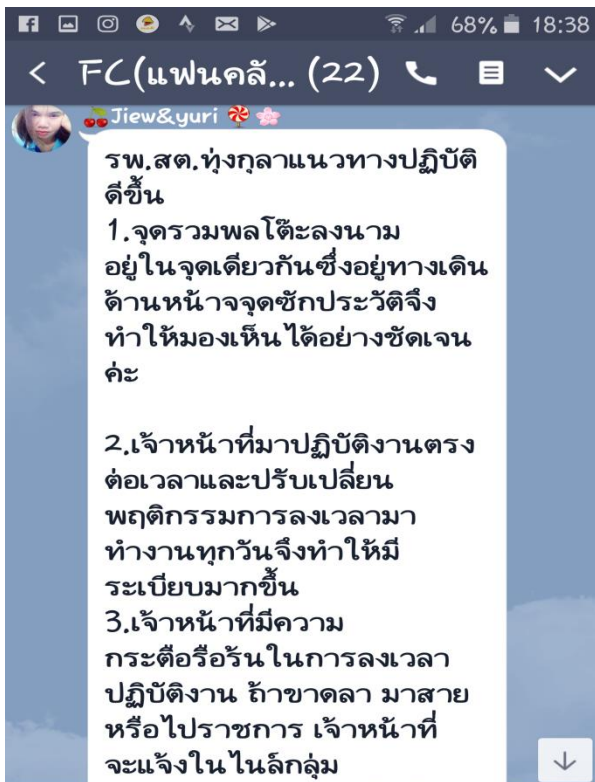 68% 18:38
FC(แฟนคลั... (22)
Jiew&yuri
รพ.สต.ทุ่งกุลาแนวทางปฏิบัติ
ดีขึ้น
1.จุดรวมพลโต๊ะลงนาม
อยู่ในจุดเดียวกันซึ่งอยู่ทางเดิน
ด้านหน้าจจุดซักประวัติจึง
ทำให้มองเห็นได้อย่างชัดเจน
ค่ะ
2.เจ้าหน้าที่มาปฏิบัติงานตรง
ต่อเวลาและปรับเปลี่ยน
พฤติกรรมการลงเวลามา
ทำงานทุกวันจึงทำให้มี
ระเบียบมากขึ้น
3.เจ้าหน้าที่มีความ
กระตือรือร้นในการลงเวลา
ปฏิบัติงาน ถ้าขาดลา มาสาย
หรือไปราชการ เจ้าหน้าที่
จะแจ้งในไนล์กลุ่ม